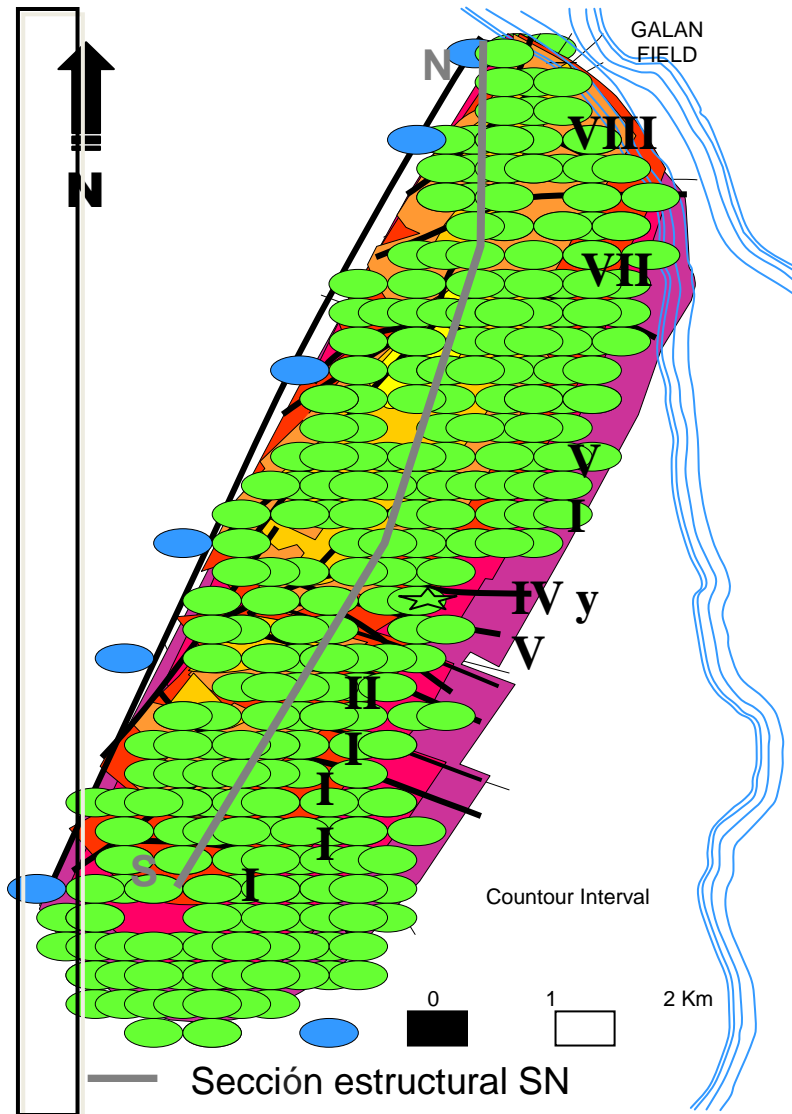 GALAN
FIELD
N
N
VIII
VII
V
I
IV y
V
II
I
I
I
S
I
Countour Interval
0 1 2 Km
Sección estructural SN